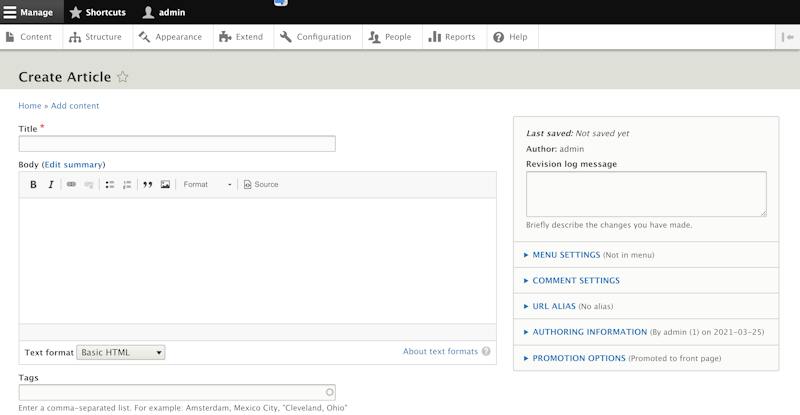 Manage Shortcuts admin
Content Structure Appearance Extend Configuration People Reports Help
Create Article
Home » Add content
Title *
Body (Edit summary)
B I Format Source
Text format Basic HTML About text formats ?
Tags
Enter a comma-separated list. For example: Amsterdam, Mexico City, "Cleveland, Ohio"
Last saved: Not saved yet
Author: admin
Revision log message
Briefly describe the changes you have made.
MENU SETTINGS (Not in menu)
COMMENT SETTINGS
URL ALIAS (No alias)
AUTHORING INFORMATION (By admin (1) on 2021-03-25)
PROMOTION OPTIONS (Promoted to front page)